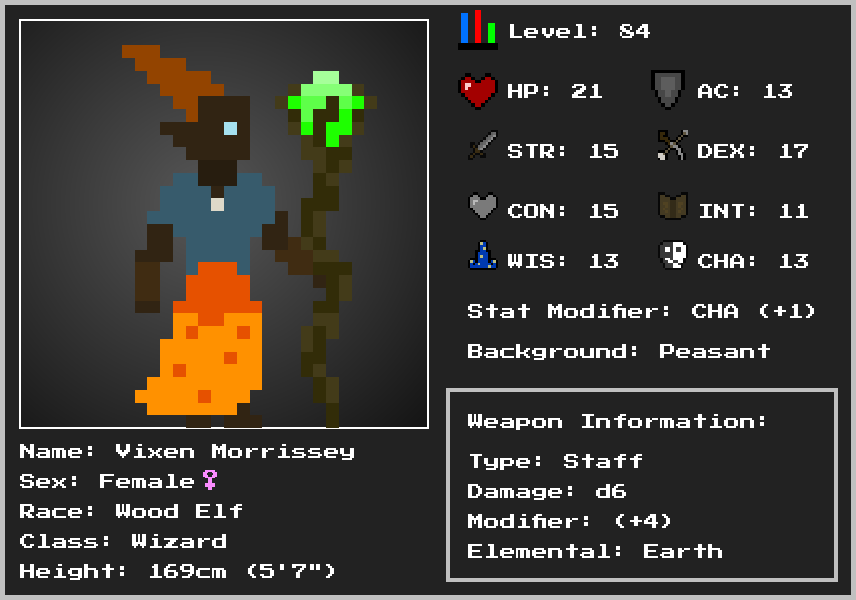 Level: 84
HP: 21 AC: 13
STR: 15 DEX: 17
CON: 15 INT: 11
WIS: 13 CHA: 13
Stat Modifier: CHA (+1)
Background: Peasant
Weapon Information:
Type: Staff
Damage: d6
Modifier: (+4)
Elemental: Earth
Name: Vixen Morrissey
Sex: Female♀
Race: Wood Elf
Class: Wizard
Height: 169cm (5'7")